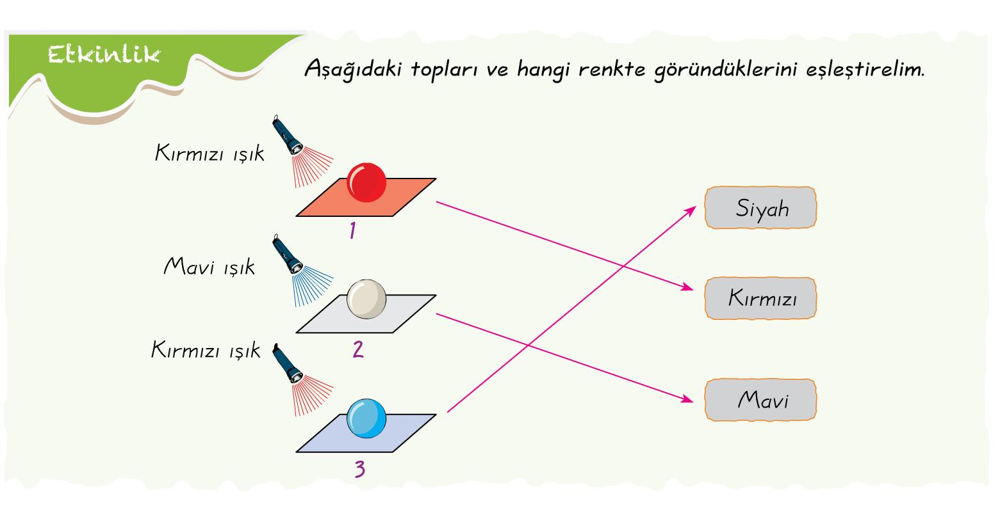 Etkinlik
Aşağıdaki topları ve hangi renkte göründüklerini eşleştirelim.
Kırmızı ışık
1
Mavi ışık
2
Kırmızı ışık
3
Siyah
Kırmızı
Mavi